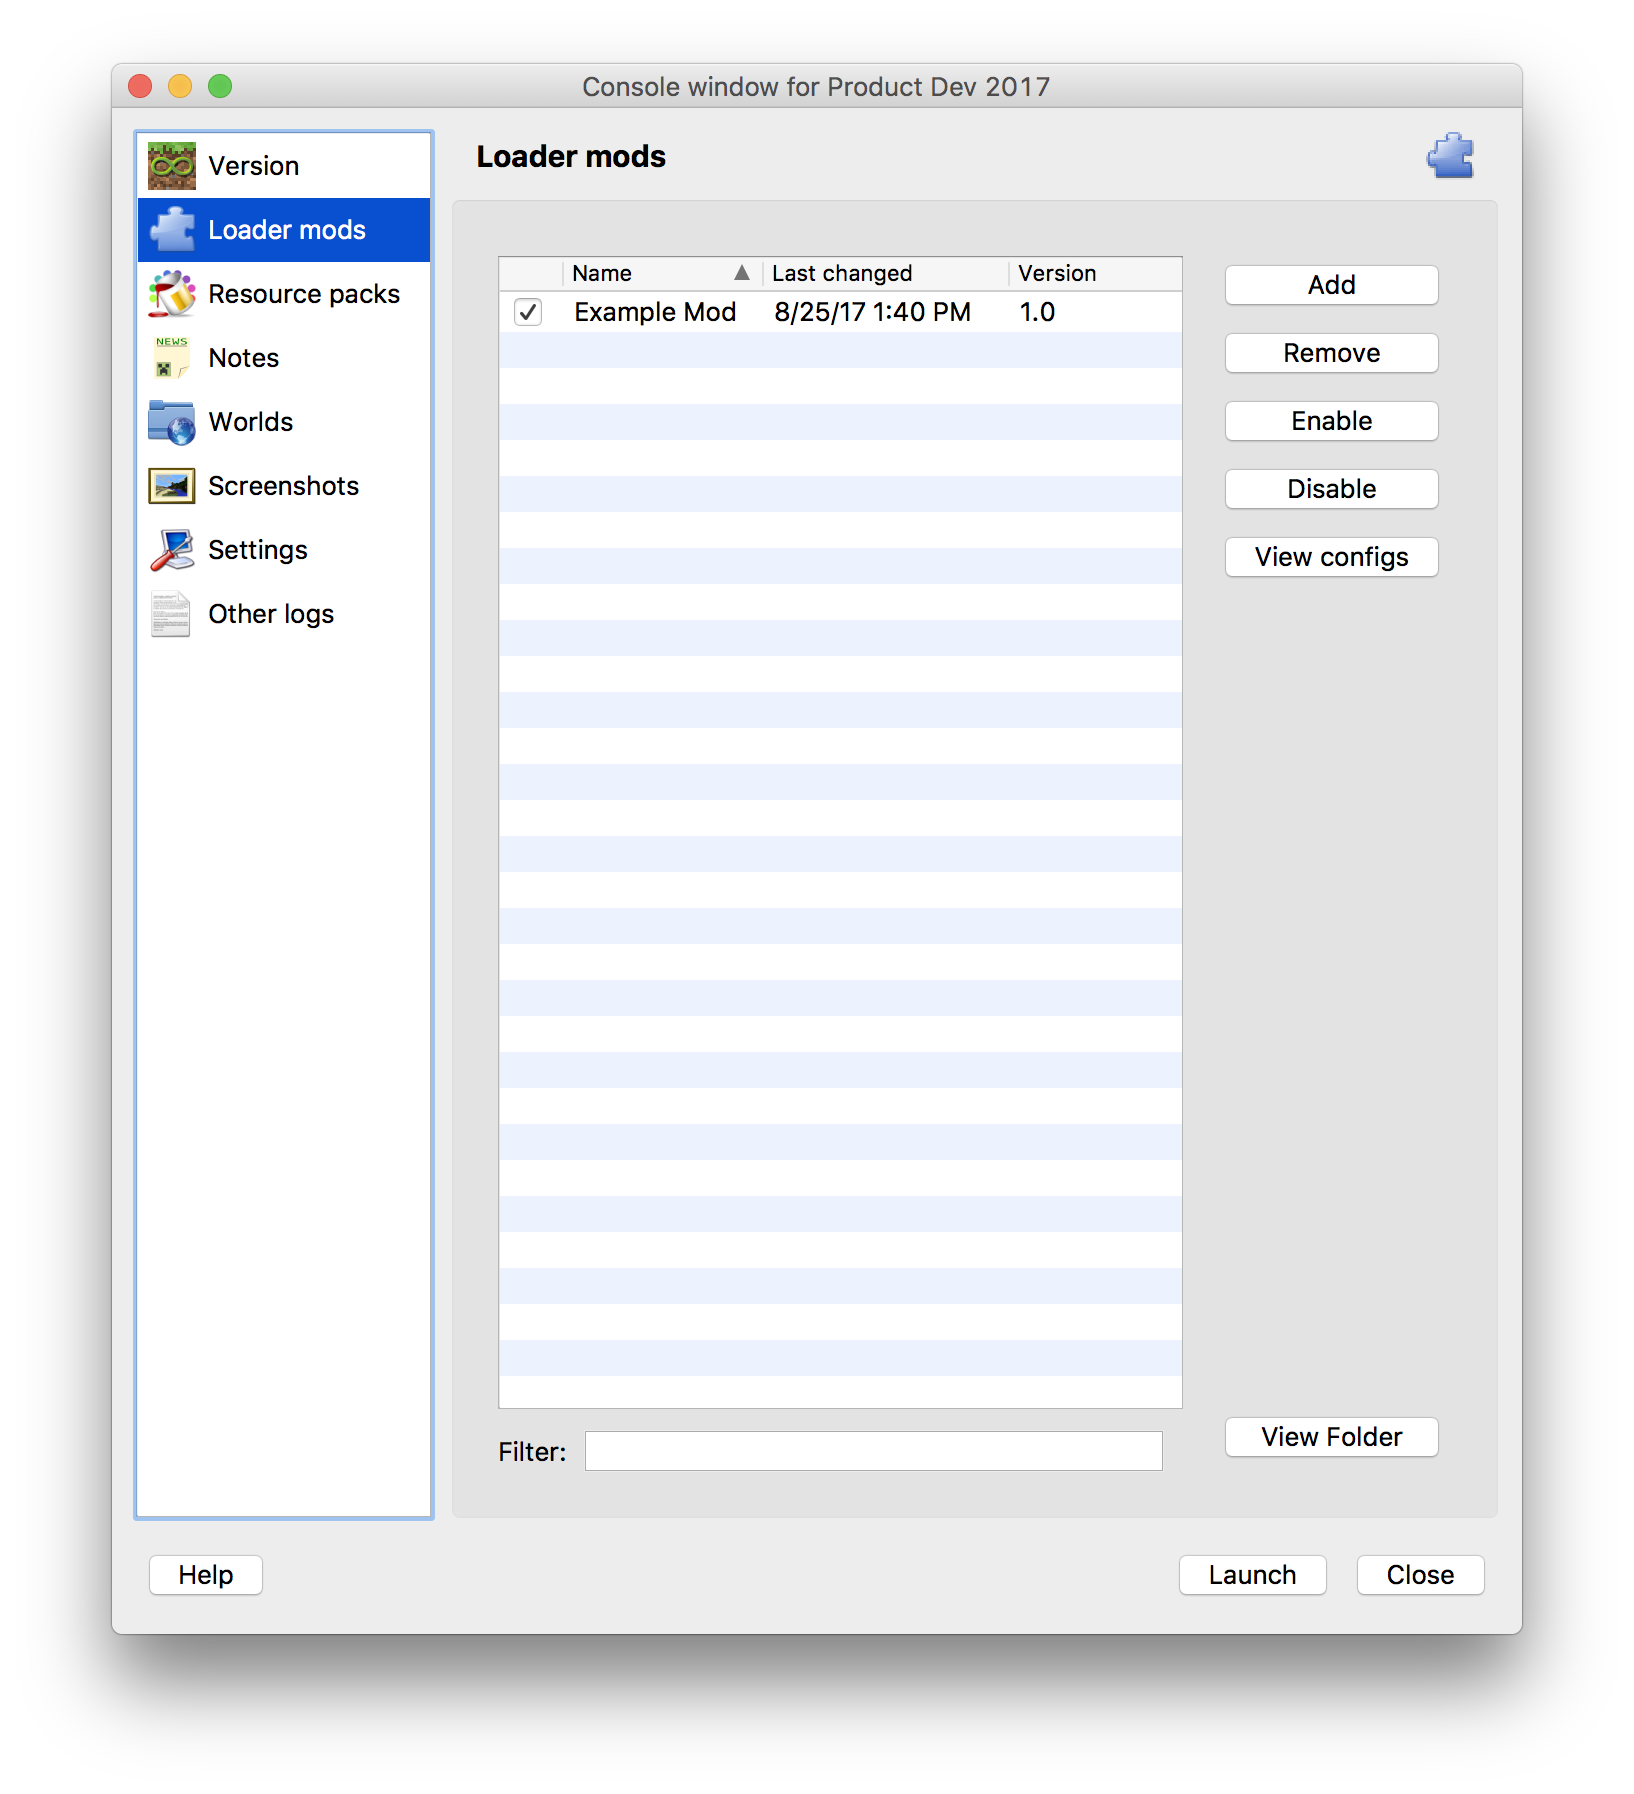 Console window for Product Dev 2017
Version
Loader mods
Resource packs
NEWS
Notes
Worlds
Screenshots
Settings
Other logs
Loader mods
Name Last changed Version
Example Mod 8/25/17 1:40 PM 1.0
Add
Remove
Enable
Disable
View configs
Filter:
View Folder
Help
Launch
Close